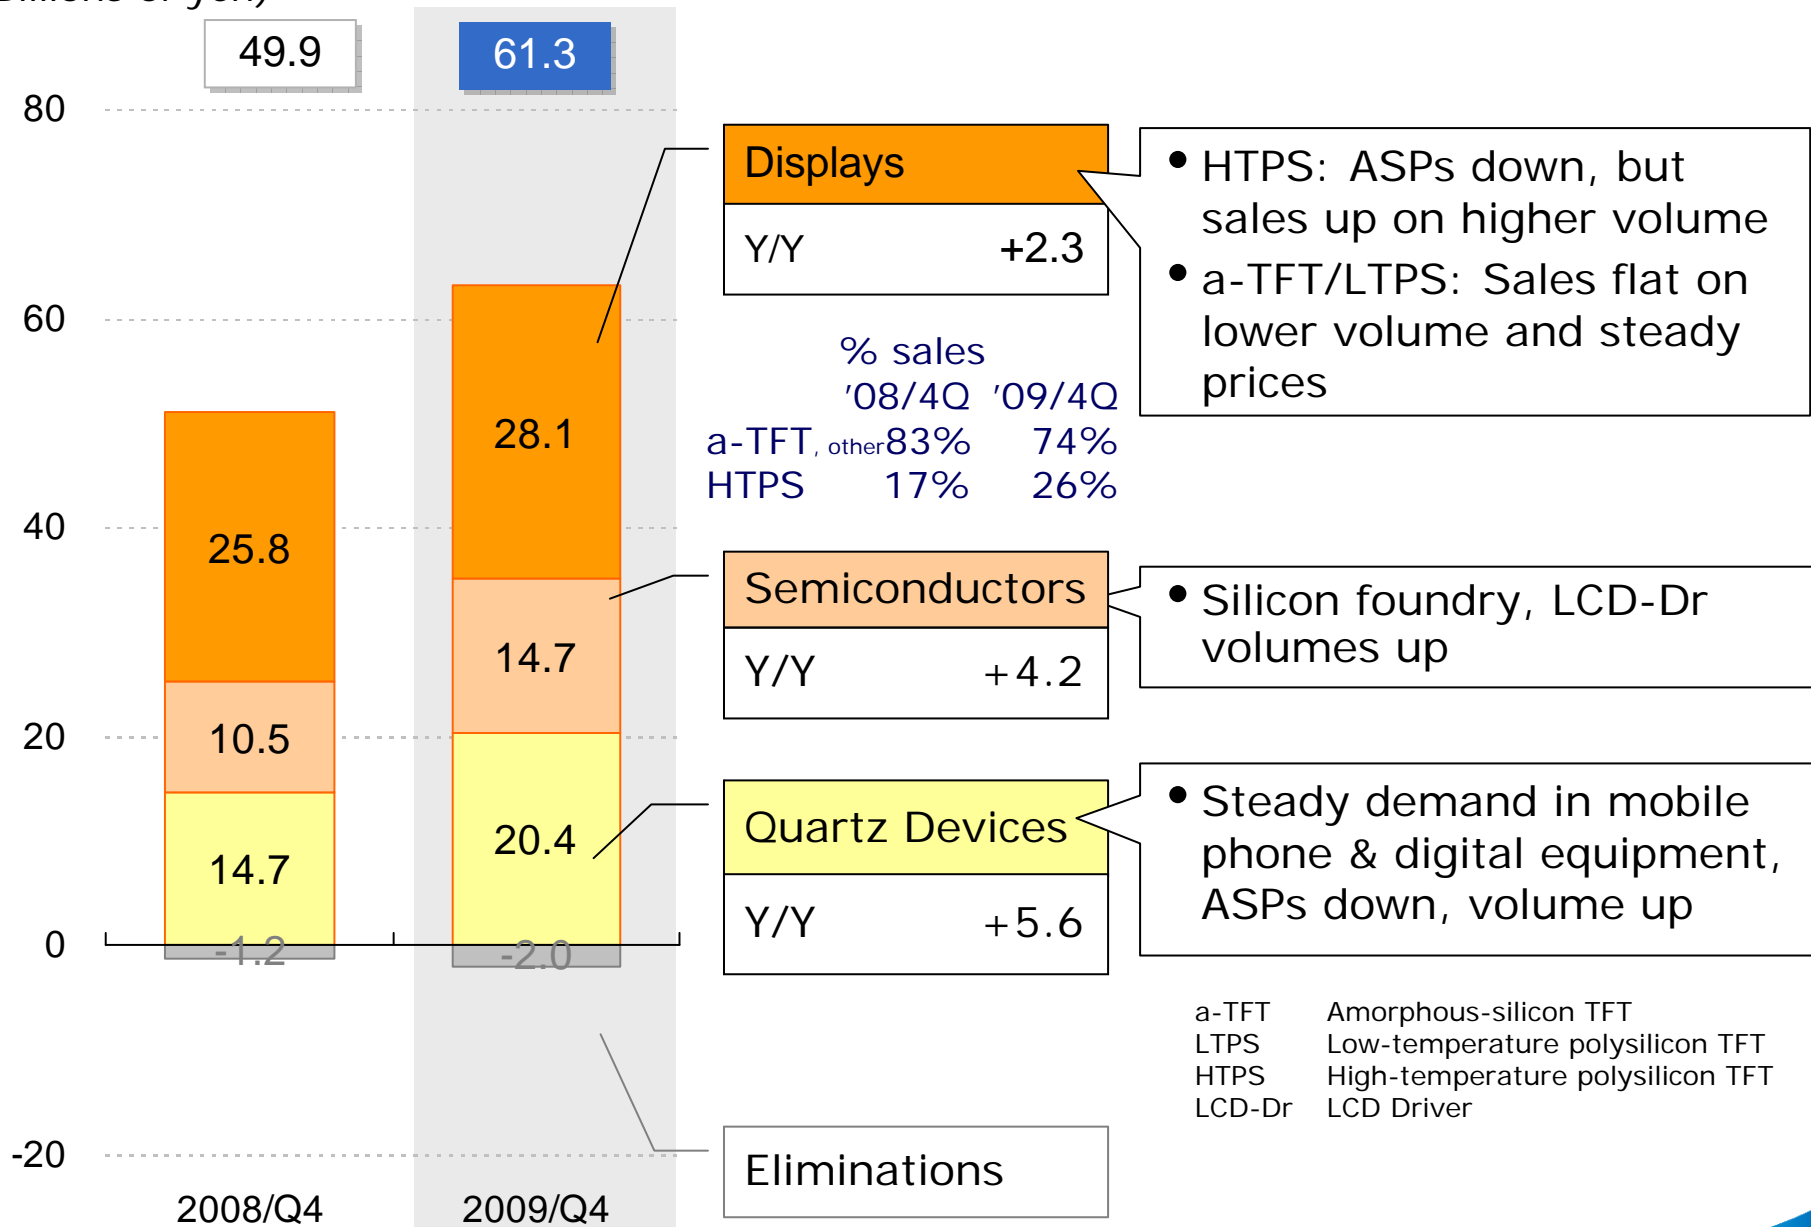 Billions of yen)
49.9
61.3
80
60
40
20
0
-20
28.1
25.8
14.7
10.5
20.4
14.7
-1.2
-2.0
2008/Q4
2009/Q4
Displays
Y/Y +2.3
% sales
'08/4Q '09/4Q
a-TFT, other 83% 74%
HTPS 17% 26%
Semiconductors
Y/Y +4.2
Quartz Devices
Y/Y +5.6
Eliminations
• HTPS: ASPs down, but
sales up on higher volume
• a-TFT/LTPS: Sales flat on
lower volume and steady
prices
• Silicon foundry, LCD-Dr
volumes up
• Steady demand in mobile
phone & digital equipment,
ASPs down, volume up
a-TFT Amorphous-silicon TFT
LTPS Low-temperature polysilicon TFT
HTPS High-temperature polysilicon TFT
LCD-Dr LCD Driver